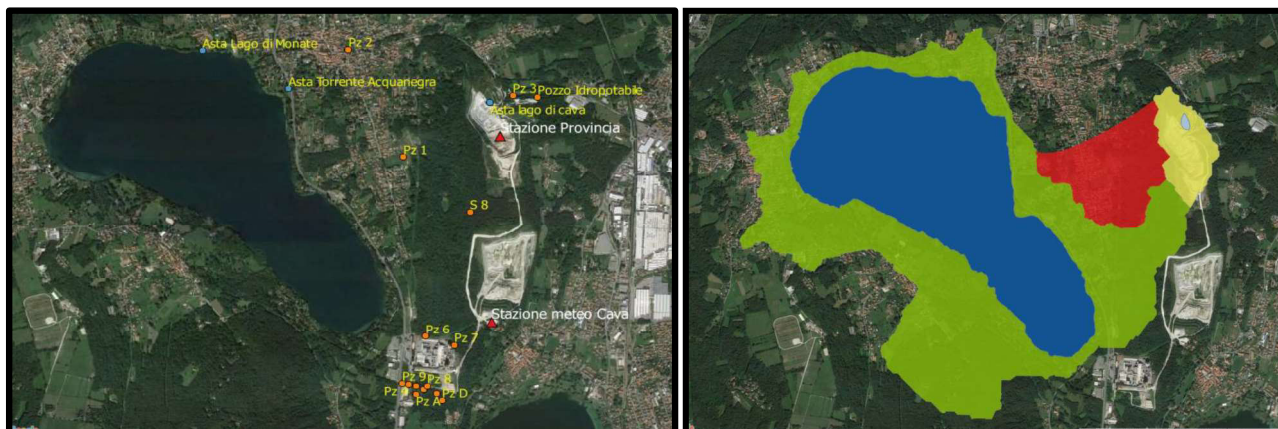 Asta Lago di Monate
Pz 2
Asta Torrente Acquanegra
Pz 3
Pozzo Idropotabile
Asta lago di cava
Stazione Provincia
Pz 1
S 8
Stazione meteo Cava
Pz 6
Pz 7
Pz 9
Pz 8
Pz D
Pz A